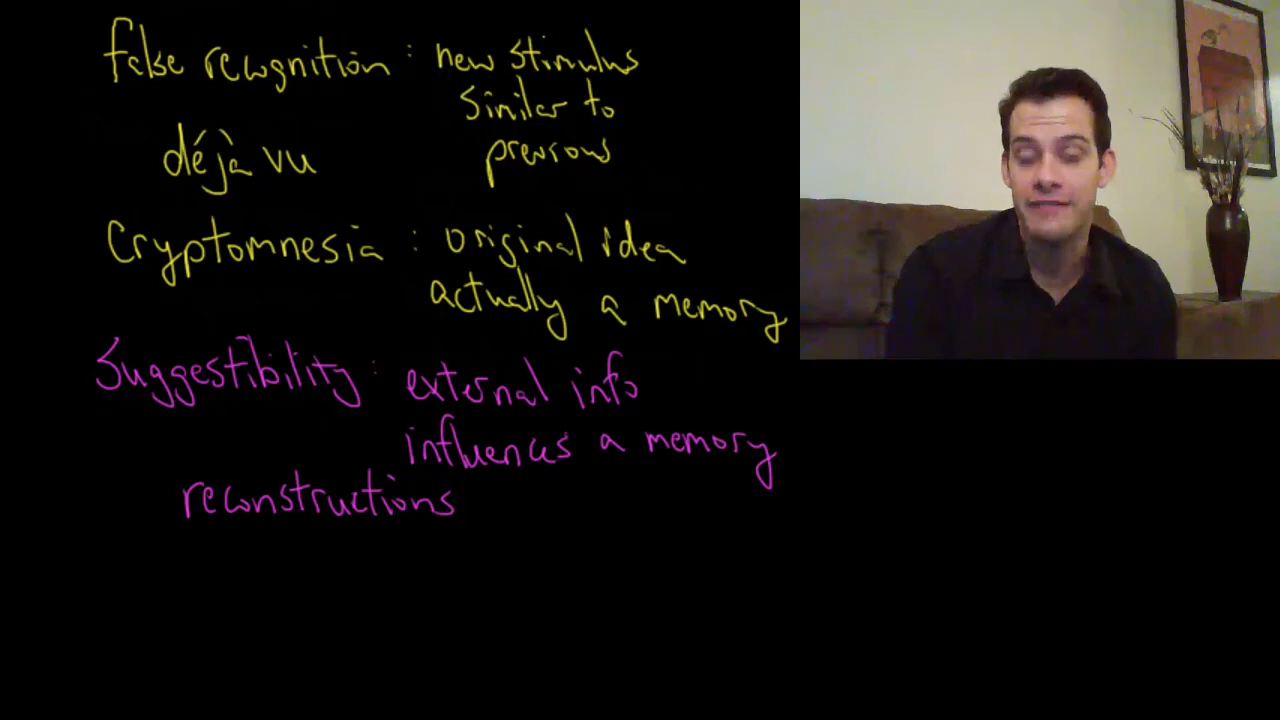 false recognition : new stimulus
similar to
déjà vu previous
Cryptomnesia : original idea
actually a memory
Suggestibility : external info
influences a memory
reconstructions